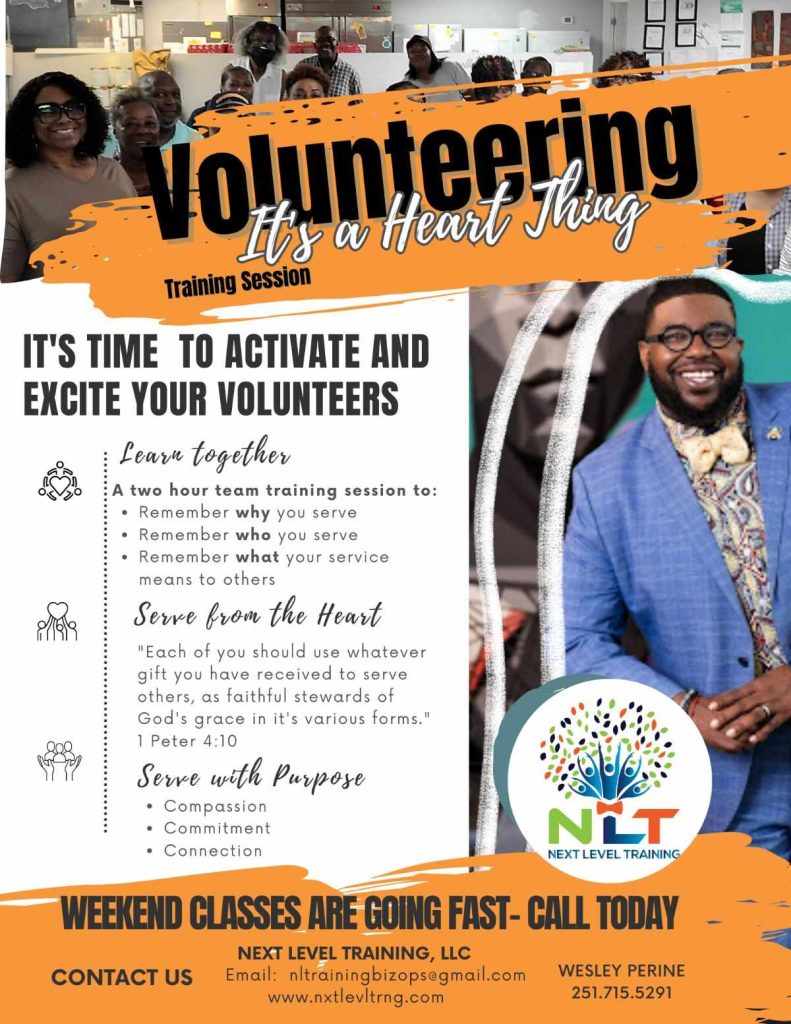 Volunteering
It's a Heart Thing
Training Session
IT'S TIME TO ACTIVATE AND
EXCITE YOUR VOLUNTEERS
Learn together
A two hour team training session to:
• Remember why you serve
• Remember who you serve
• Remember what your service
means to others
Serve from the Heart
"Each of you should use whatever
gift you have received to serve
others, as faithful stewards of
God's grace in it's various forms."
1 Peter 4:10
Serve with Purpose
• Compassion
• Commitment
• Connection
NLT
NEXT LEVEL TRAINING
WEEKEND CLASSES ARE GOING FAST- CALL TODAY
NEXT LEVEL TRAINING, LLC
CONTACT US
Email: nltrainingbizops@gmail.com
www.nxtlevltrng.com
WESLEY PERINE
251.715.5291